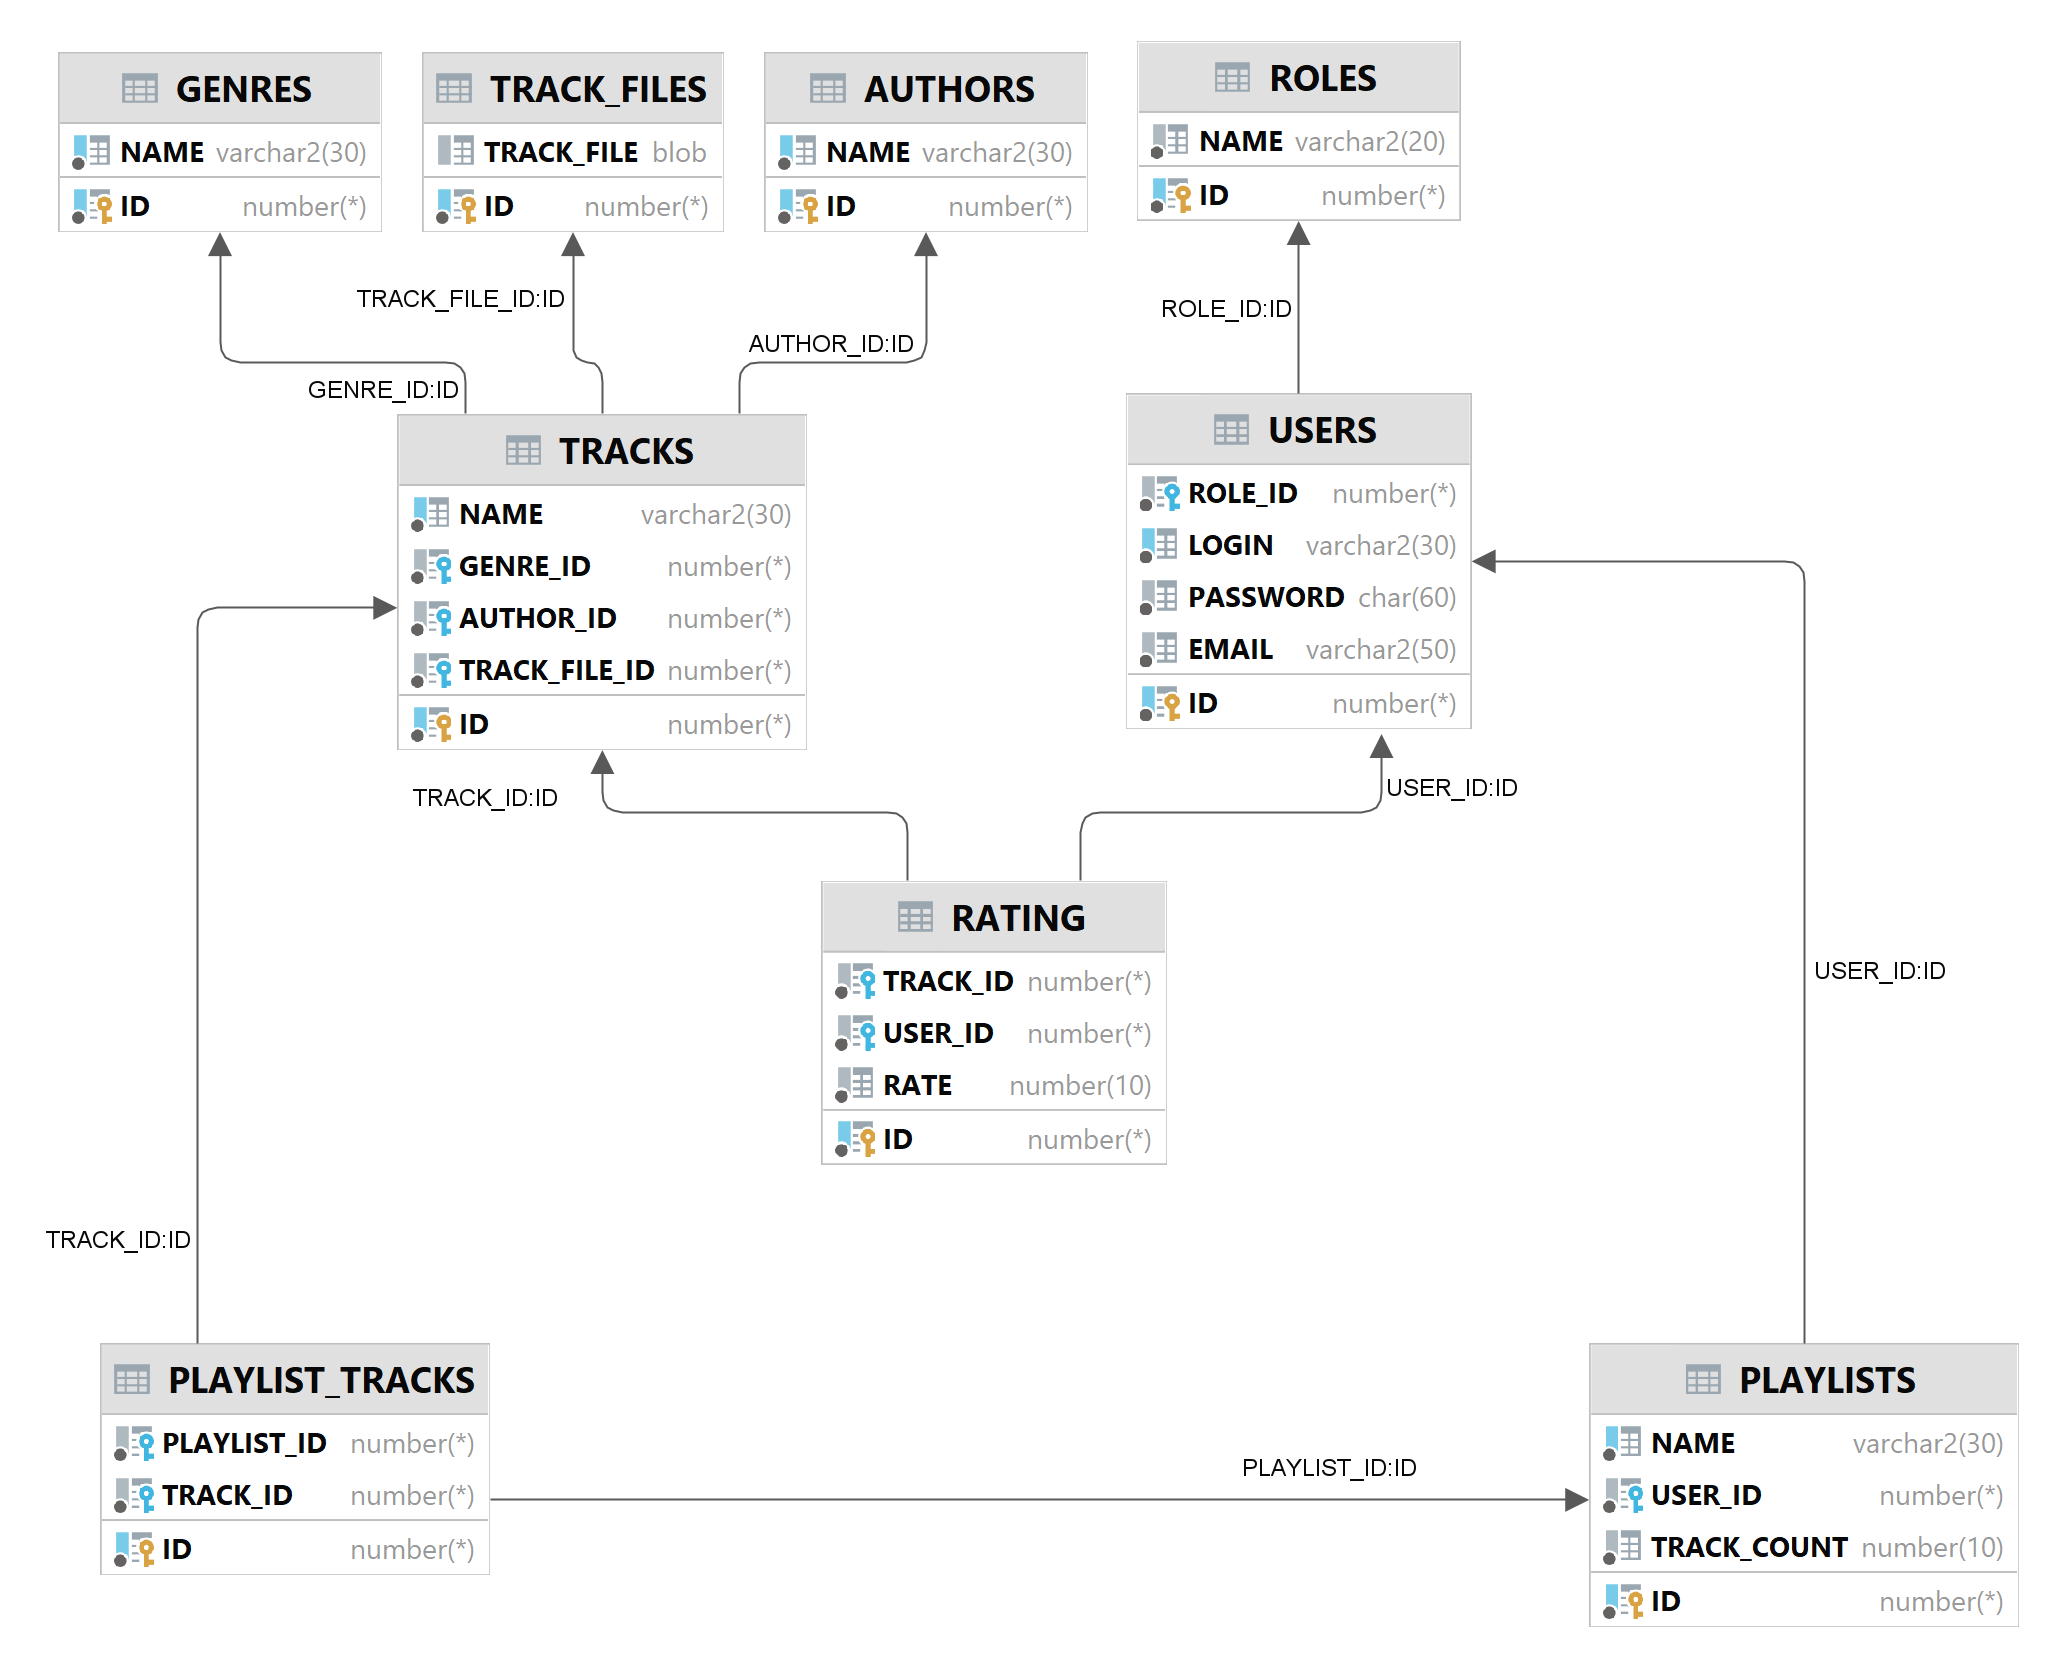 GENRES
NAME varchar2(30)
ID number(*)
TRACK_FILES
TRACK_FILE blob
ID number(*)
AUTHORS
NAME varchar2(30)
ID number(*)
ROLES
NAME varchar2(20)
ID number(*)
GENRE_ID:ID
TRACK_FILE_ID:ID
AUTHOR_ID:ID
ROLE_ID:ID
TRACKS
NAME varchar2(30)
GENRE_ID number(*)
AUTHOR_ID number(*)
TRACK_FILE_ID number(*)
ID number(*)
USERS
ROLE_ID number(*)
LOGIN varchar2(30)
PASSWORD char(60)
EMAIL varchar2(50)
ID number(*)
TRACK_ID:ID
USER_ID:ID
RATING
TRACK_ID number(*)
USER_ID number(*)
RATE number(10)
ID number(*)
USER_ID:ID
TRACK_ID:ID
PLAYLIST_TRACKS
PLAYLIST_ID number(*)
TRACK_ID number(*)
ID number(*)
PLAYLIST_ID:ID
PLAYLISTS
NAME varchar2(30)
USER_ID number(*)
TRACK_COUNT number(10)
ID number(*)